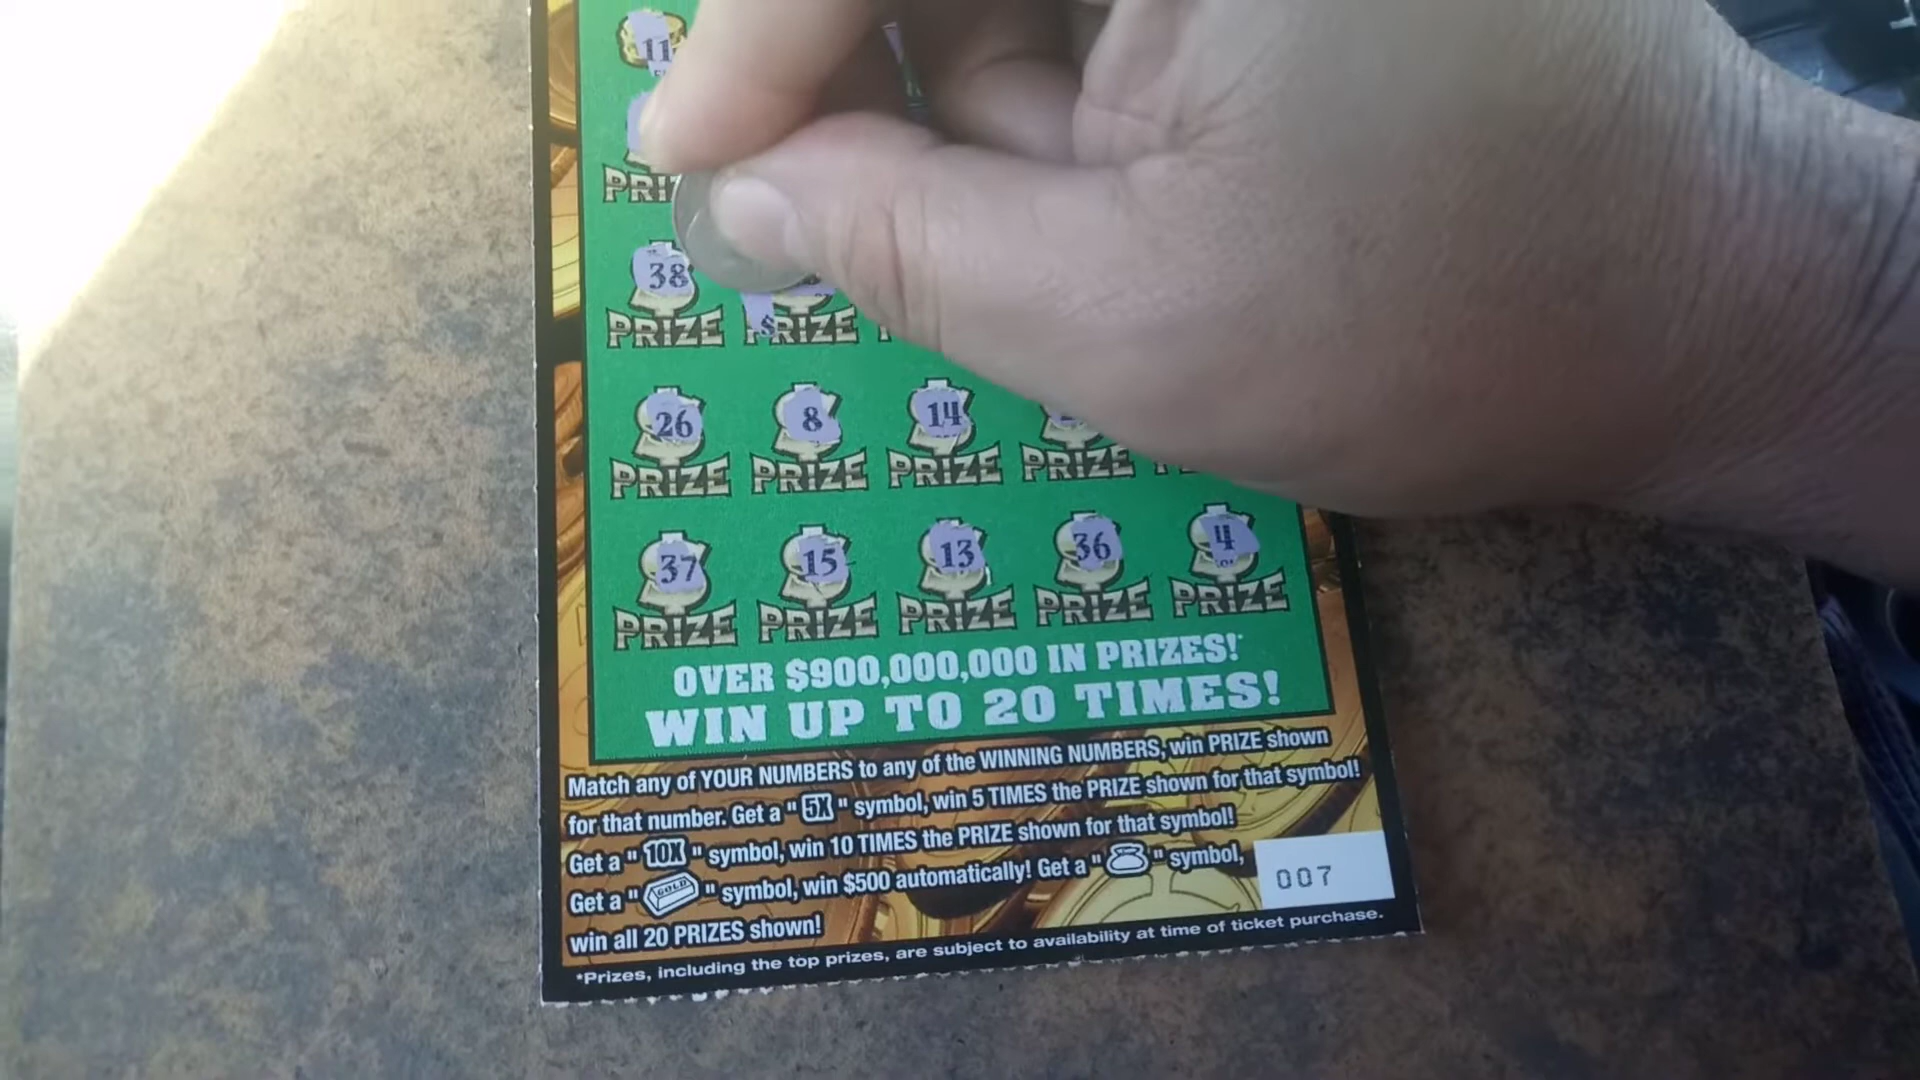 11
38
PRIZE PRIZE
26 8 14
PRIZE PRIZE PRIZE PRIZE
37 15 13 36 4
PRIZE PRIZE PRIZE PRIZE PRIZE
OVER $900,000,000 IN PRIZES!*
WIN UP TO 20 TIMES!
Match any of YOUR NUMBERS to any of the WINNING NUMBERS, win PRIZE shown
for that number. Get a "5X" symbol, win 5 TIMES the PRIZE shown for that symbol!
Get a "10X" symbol, win 10 TIMES the PRIZE shown for that symbol!
Get a "GOLD" symbol, win $500 automatically! Get a " " symbol,
win all 20 PRIZES shown!
007
*Prizes, including the top prizes, are subject to availability at time of ticket purchase.